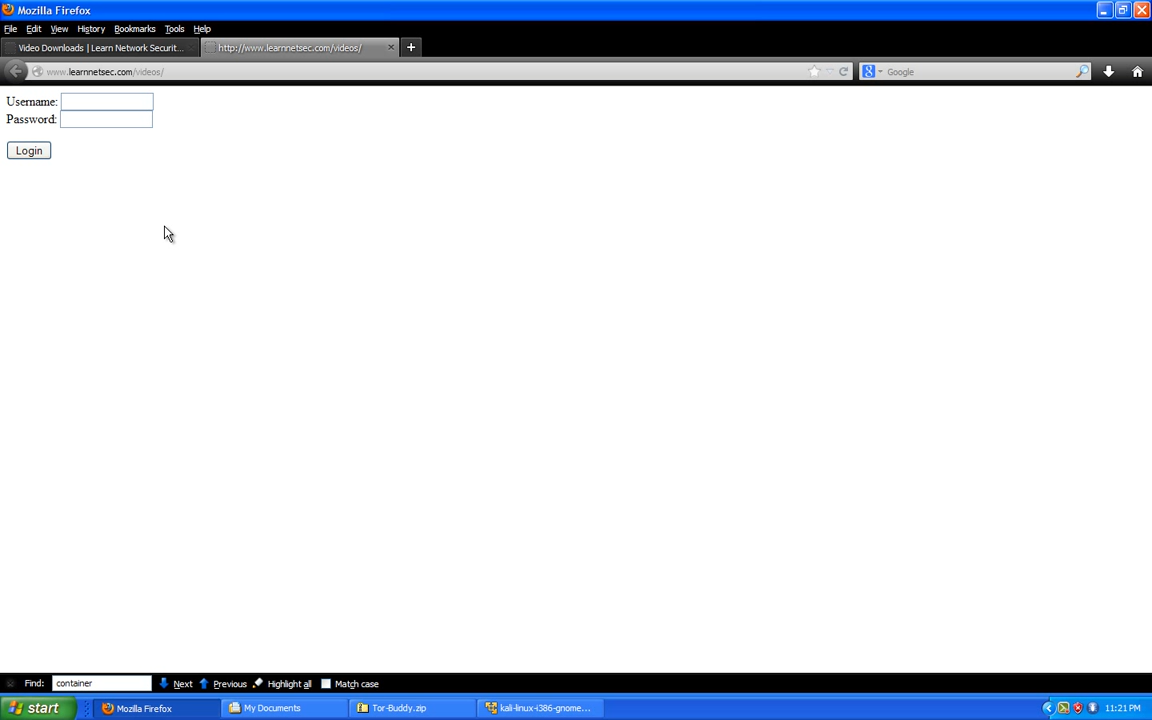 Mozilla Firefox
File Edit View History Bookmarks Tools Help
Video Downloads | Learn Network Securit... http://www.learnnetsec.com/videos/
www.learnnetsec.com/videos/ Google
Username:
Password:
Login
Find: container Next Previous Highlight all Match case
start Mozilla Firefox My Documents Tor-Buddy.zip kali-linux-i386-gnome... 11:21 PM